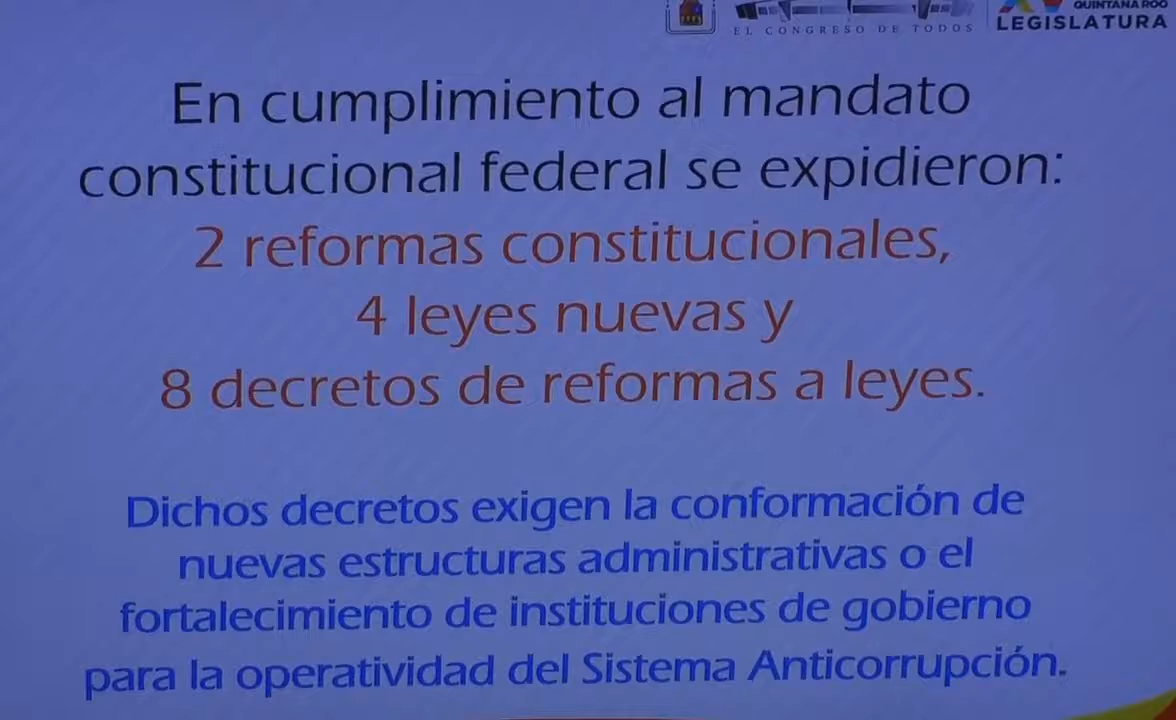 QUINTANA ROO
EL CONGRESO DE TODOS
LEGISLATURA
En cumplimiento al mandato
constitucional federal se expidieron:
2 reformas constitucionales,
4 leyes nuevas y
8 decretos de reformas a leyes.
Dichos decretos exigen la conformación de
nuevas estructuras administrativas o el
fortalecimiento de instituciones de gobierno
para la operatividad del Sistema Anticorrupción.